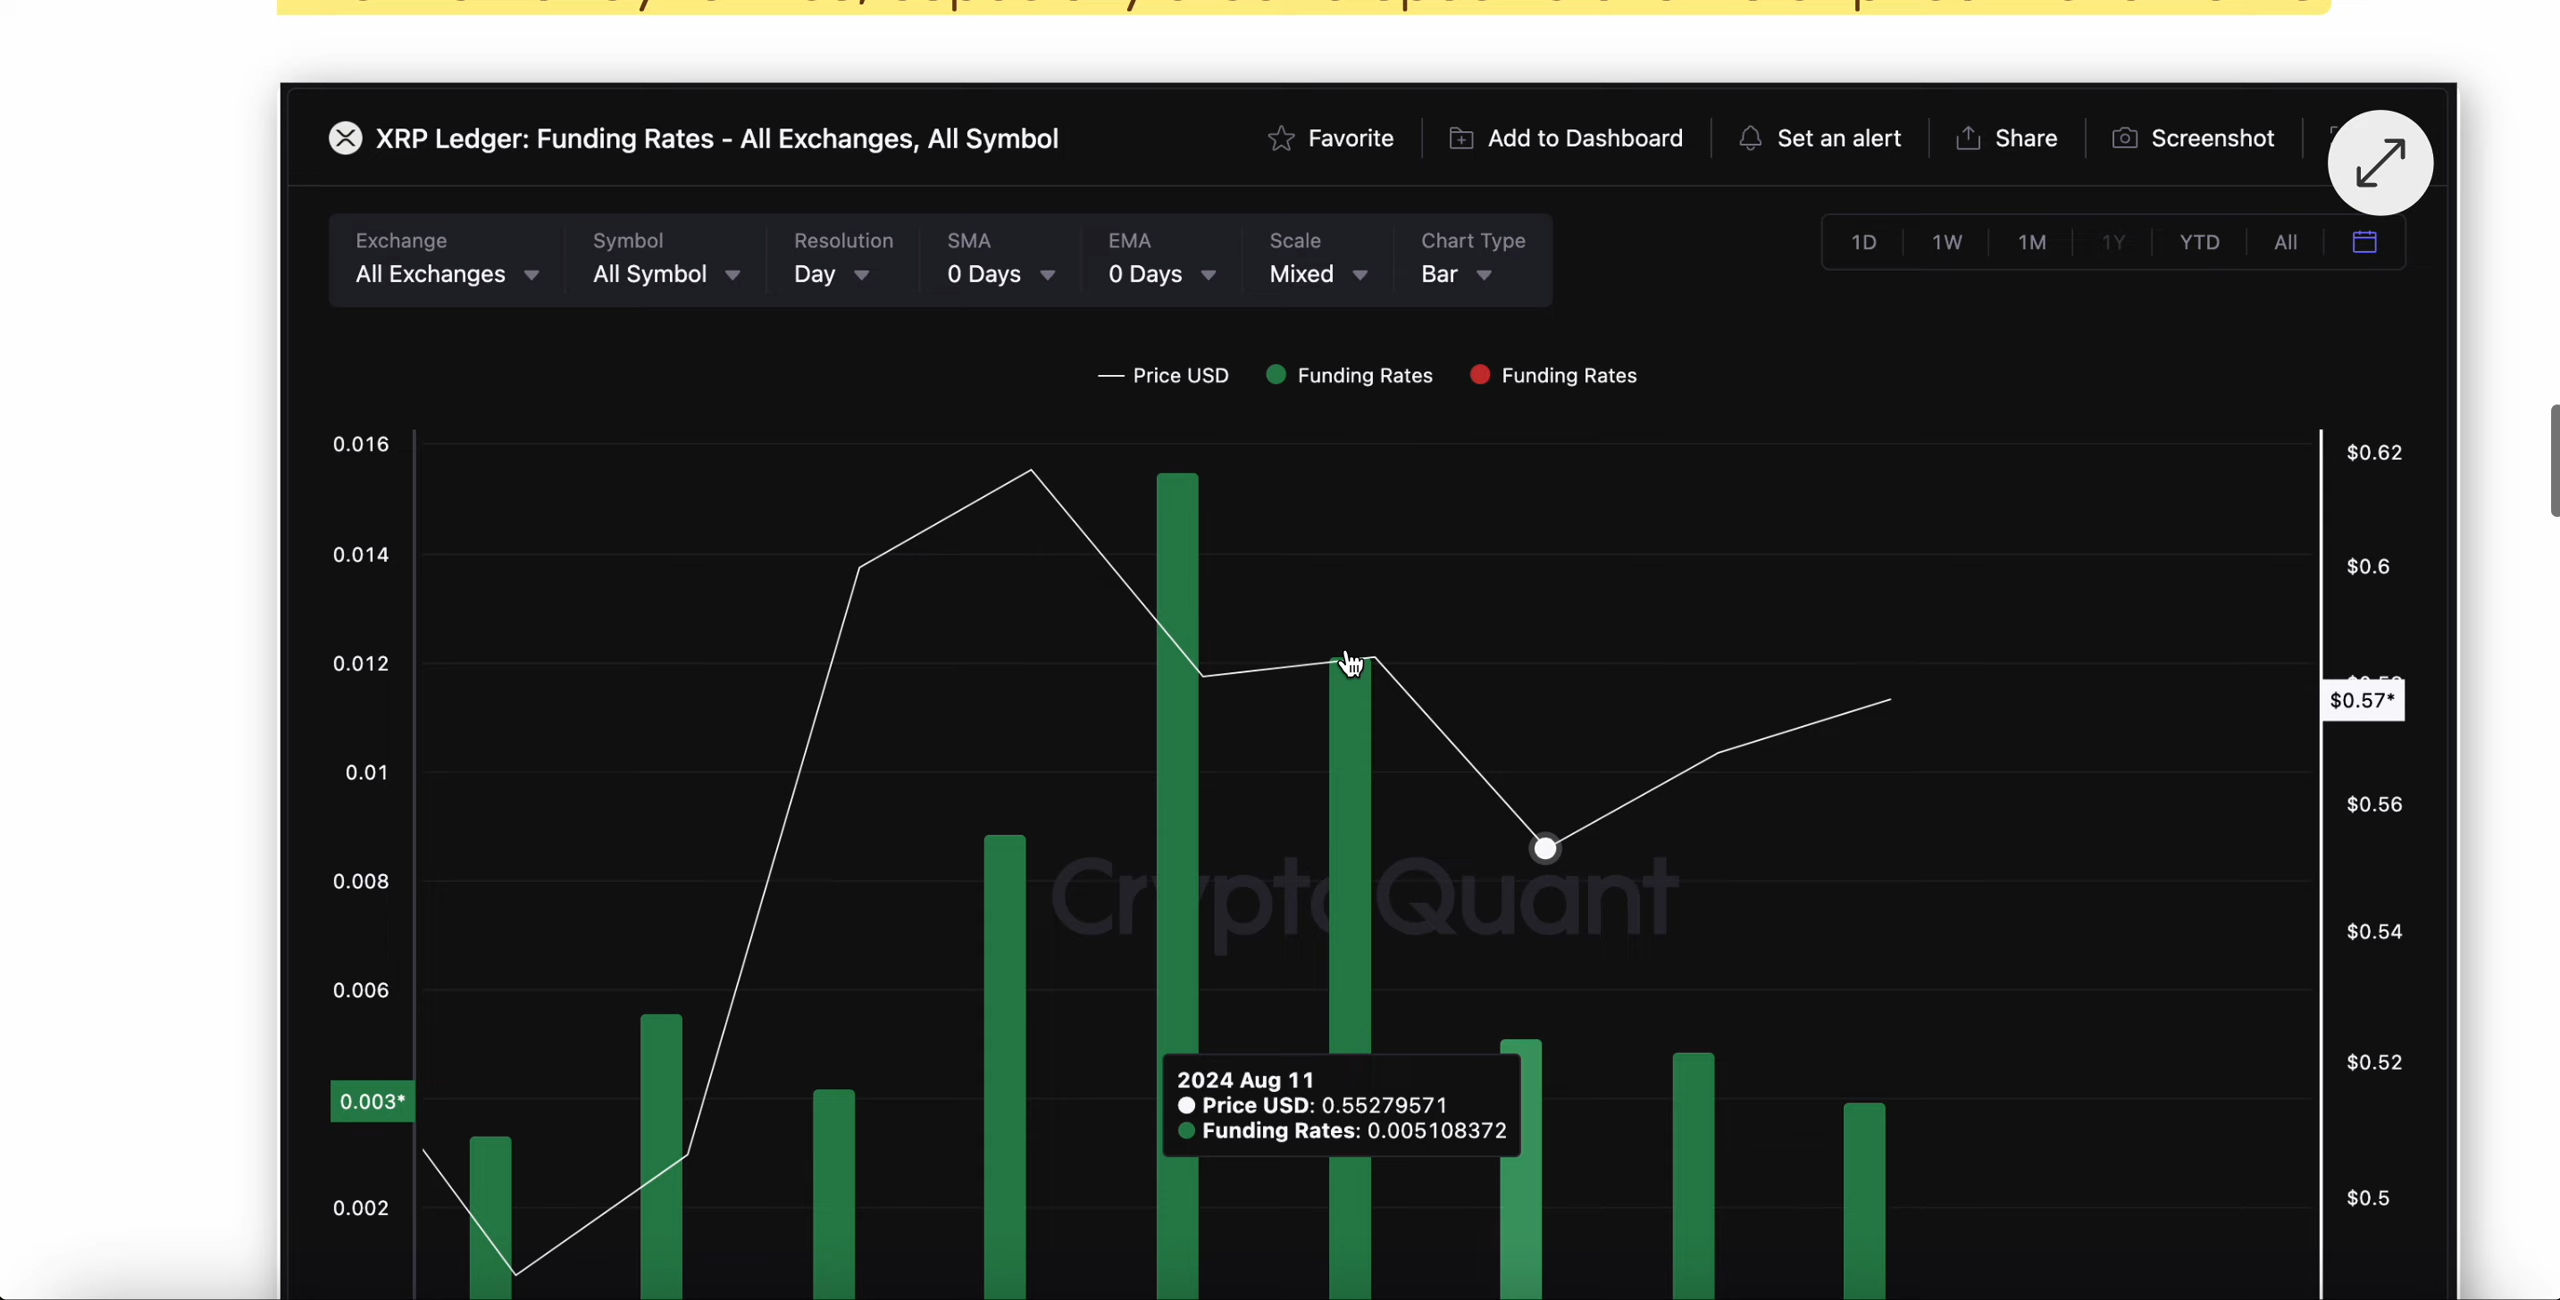 XRP Ledger: Funding Rates - All Exchanges, All Symbol
Favorite
Add to Dashboard
Set an alert
Share
Screenshot
Exchange
All Exchanges
Symbol
All Symbol
Resolution
Day
SMA
0 Days
EMA
0 Days
Scale
Mixed
Chart Type
Bar
1D
1W
1M
1Y
YTD
All
Price USD
Funding Rates
Funding Rates
0.016
0.014
0.012
0.01
0.008
0.006
0.003*
0.002
$0.62
$0.6
$0.57*
$0.56
$0.54
$0.52
$0.5
CryptoQuant
2024 Aug 11
Price USD: 0.55279571
Funding Rates: 0.005108372